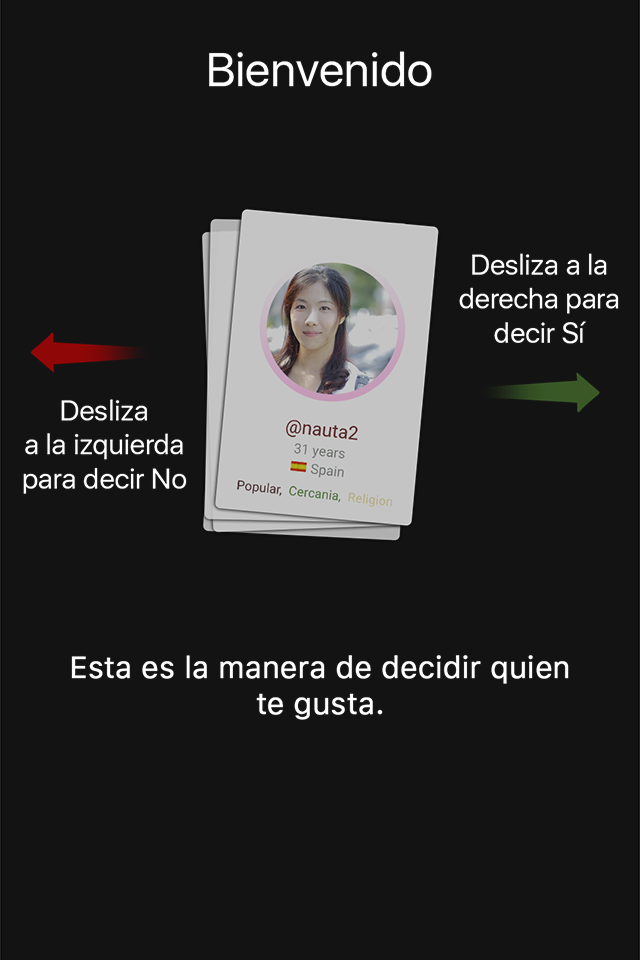 Bienvenido
Desliza a la
derecha para
decir Sí
Desliza
a la izquierda
para decir No
@nauta2
31 years
Spain
Popular, Cercania, Religion
Esta es la manera de decidir quien
te gusta.